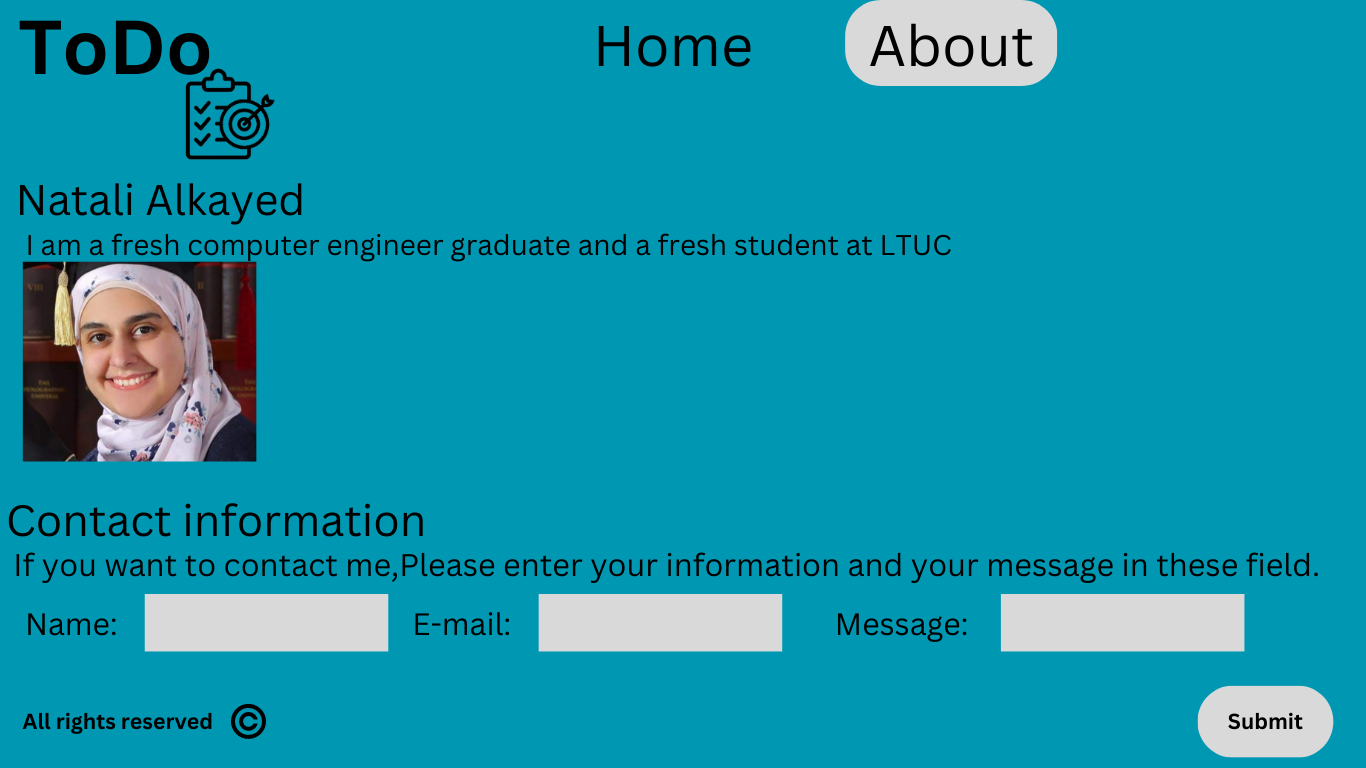 ToDo
Home
About
Natali Alkayed
I am a fresh computer engineer graduate and a fresh student at LTUC
VIII
II
Contact information
If you want to contact me,Please enter your information and your message in these field.
Name:
E-mail:
Message:
All rights reserved ©
Submit